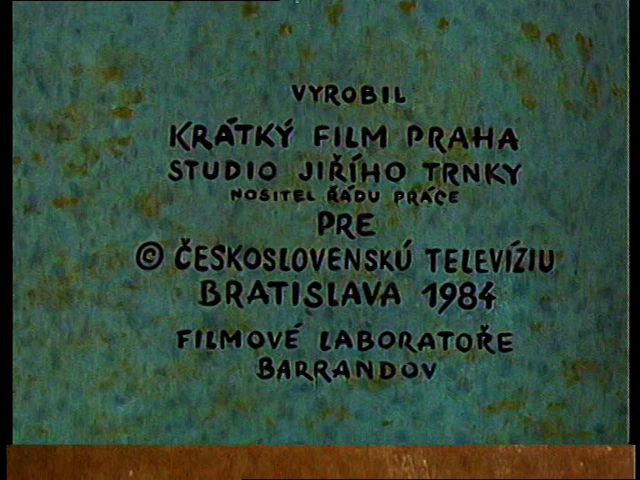 VYROBIL
KRÁTKÝ FILM PRAHA
STUDIO JIŘÍHO TRNKY
NOSITEL ŘÁDU PRÁCE
PRE
© ČESKOSLOVENSKÚ TELEVÍZIU
BRATISLAVA 1984
FILMOVÉ LABORATOŘE
BARRANDOV